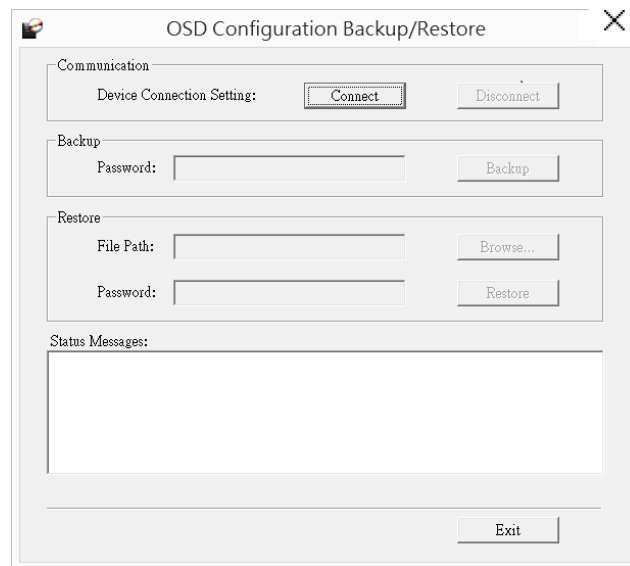 OSD Configuration Backup/Restore
Communication
Device Connection Setting: Connect Disconnect
Backup
Password: Backup
Restore
File Path: Browse...
Password: Restore
Status Messages:
Exit